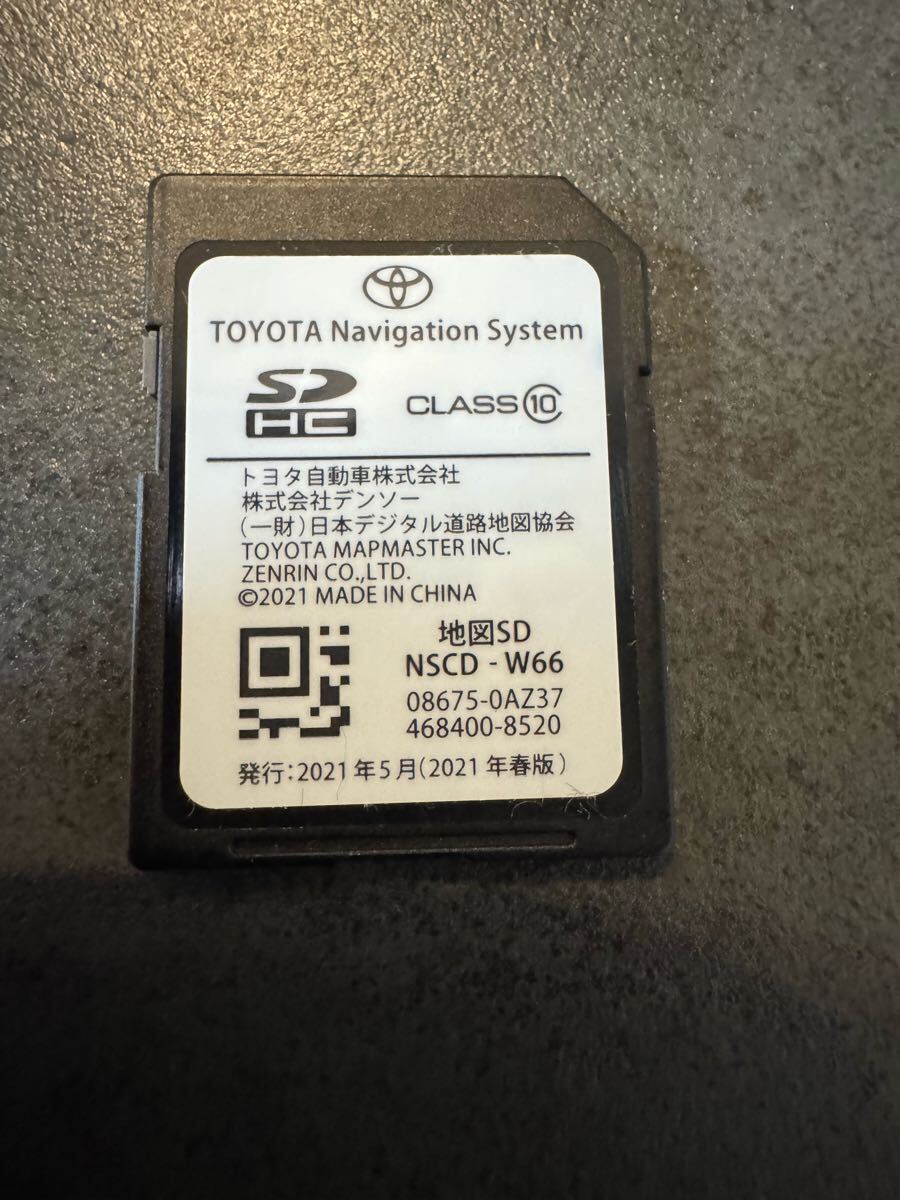 TOYOTA Navigation System
SD
HC
CLASS 10
トヨタ自動車株式会社
株式会社デンソー
(一財)日本デジタル道路地図協会
TOYOTA MAPMASTER INC.
ZENRIN CO.,LTD.
©2021 MADE IN CHINA
地図SD
NSCD - W66
08675-0AZ37
468400-8520
発行:2021年5月(2021年春版)